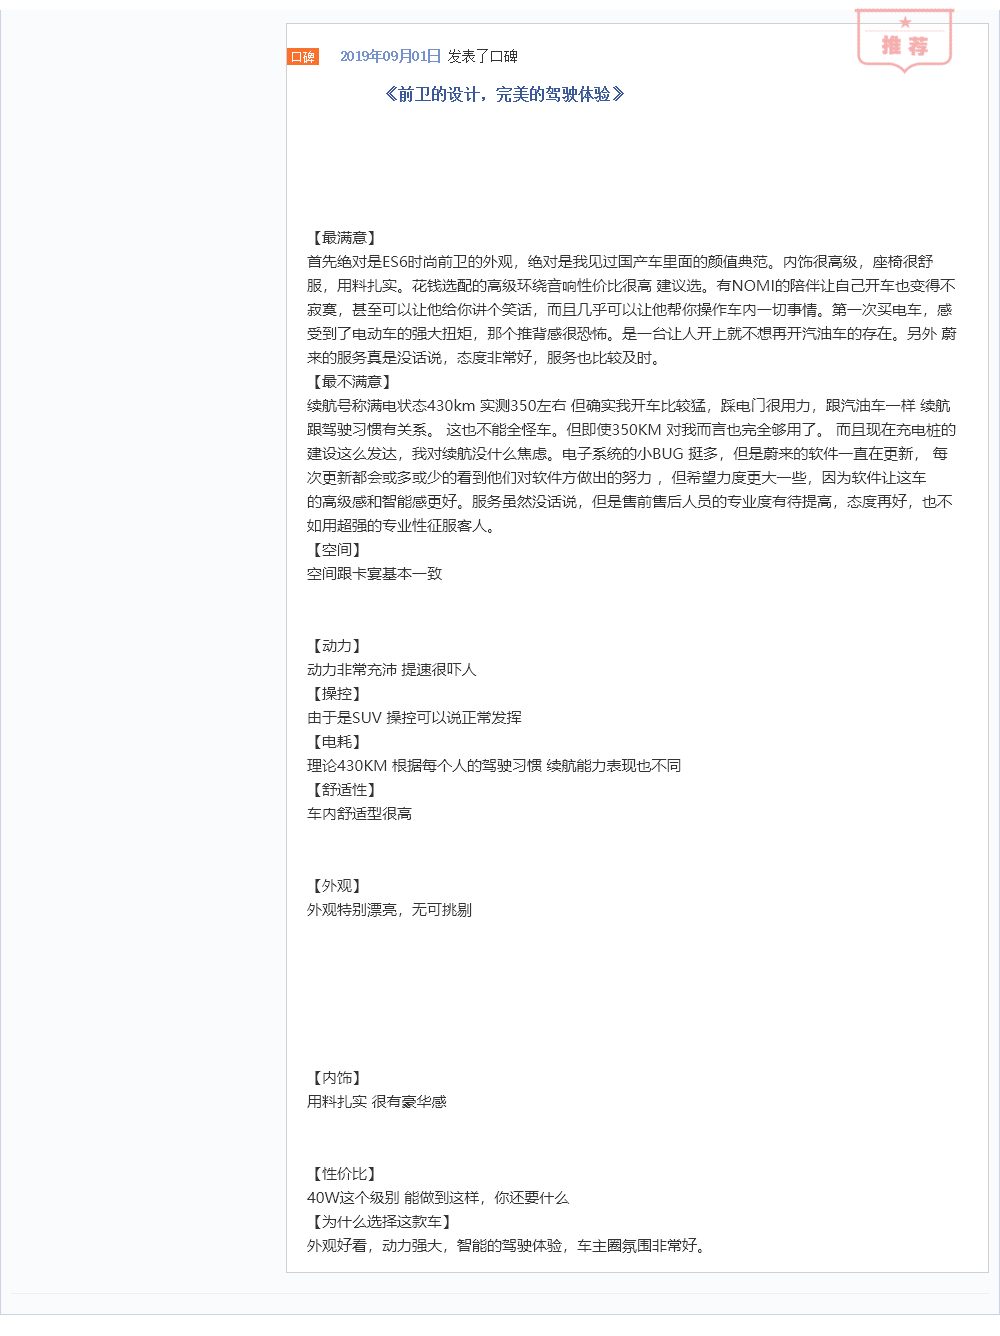 推荐
口碑 2019年09月01日 发表了口碑
《前卫的设计，完美的驾驶体验》
【最满意】
首先绝对是ES6时尚前卫的外观，绝对是我见过国产车里面的颜值典范。内饰很高级，座椅很舒
服，用料扎实。花钱选配的高级环绕音响性价比很高 建议选。有NOMI的陪伴让自己开车也变得不
寂寞，甚至可以让他给你讲个笑话，而且几乎可以让他帮你操作车内一切事情。第一次买电车，感
受到了电动车的强大扭矩，那个推背感很恐怖。是一台让人开上就不想再开汽油车的存在。另外 蔚
来的服务真是没话说，态度非常好，服务也比较及时。
【最不满意】
续航号称满电状态430km 实测350左右 但确实我开车比较猛，踩电门很用力，跟汽油车一样 续航
跟驾驶习惯有关系。 这也不能全怪车。但即使350KM 对我而言也完全够用了。 而且现在充电桩的
建设这么发达，我对续航没什么焦虑。电子系统的小BUG 挺多，但是蔚来的软件一直在更新， 每
次更新都会或多或少的看到他们对软件方做出的努力 ，但希望力度更大一些，因为软件让这车
的高级感和智能感更好。服务虽然没话说，但是售前售后人员的专业度有待提高，态度再好，也不
如用超强的专业性征服客人。
【空间】
空间跟卡宴基本一致
【动力】
动力非常充沛 提速很吓人
【操控】
由于是SUV 操控可以说正常发挥
【电耗】
理论430KM 根据每个人的驾驶习惯 续航能力表现也不同
【舒适性】
车内舒适型很高
【外观】
外观特别漂亮，无可挑剔
【内饰】
用料扎实 很有豪华感
【性价比】
40W这个级别 能做到这样，你还要什么
【为什么选择这款车】
外观好看，动力强大，智能的驾驶体验，车主圈氛围非常好。